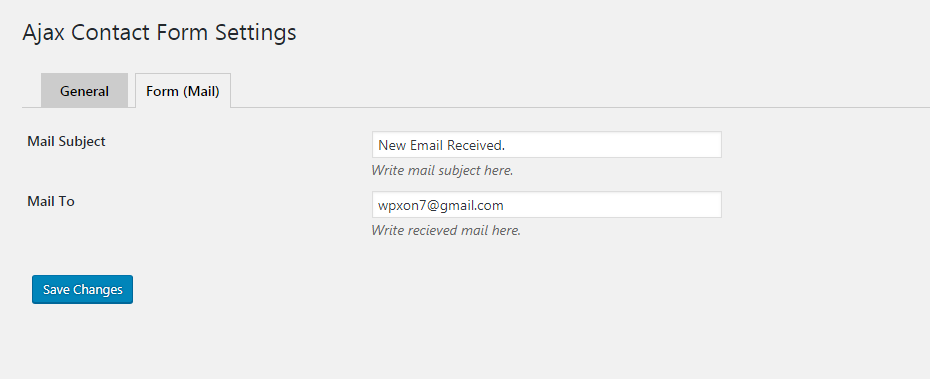 Ajax Contact Form Settings
General
Form (Mail)
Mail Subject
New Email Received.
Write mail subject here.
Mail To
wpxon7@gmail.com
Write recieved mail here.
Save Changes